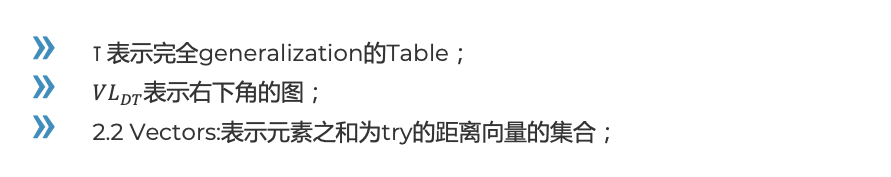 T 表示完全generalization的Table；
VL_DT表示右下角的图；
2.2 Vectors:表示元素之和为try的距离向量的集合；